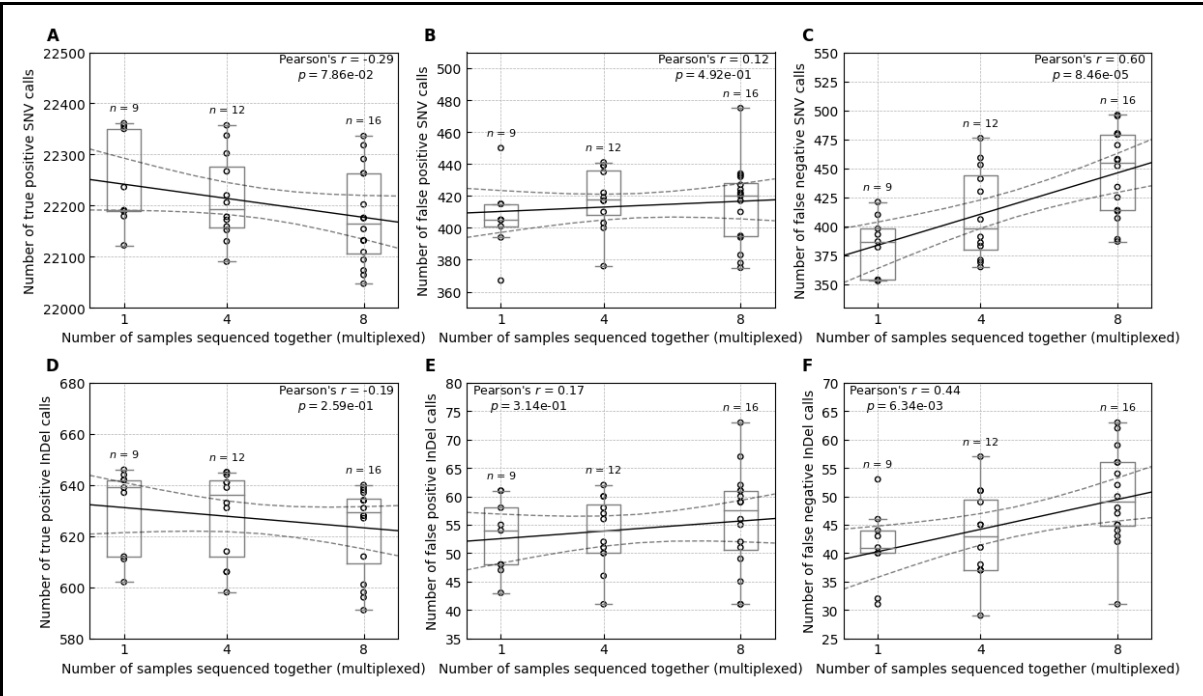 A
Pearson's r = -0.29
p = 7.86e-02
n = 9
n = 12
n = 16
22500
22400
22300
22200
22100
22000
Number of true positive SNV calls
1
4
8
Number of samples sequenced together (multiplexed)
B
Pearson's r = 0.12
p = 4.92e-01
n = 9
n = 12
n = 16
500
480
460
440
420
400
380
360
Number of false positive SNV calls
1
4
8
Number of samples sequenced together (multiplexed)
C
Pearson's r = 0.60
p = 8.46e-05
n = 9
n = 12
n = 16
550
525
500
475
450
425
400
375
350
Number of false negative SNV calls
1
4
8
Number of samples sequenced together (multiplexed)
D
Pearson's r = -0.19
p = 2.59e-01
n = 9
n = 12
n = 16
680
660
640
620
600
580
Number of true positive InDel calls
1
4
8
Number of samples sequenced together (multiplexed)
E
Pearson's r = 0.17
p = 3.14e-01
n = 9
n = 12
n = 16
80
75
70
65
60
55
50
45
40
35
Number of false positive InDel calls
1
4
8
Number of samples sequenced together (multiplexed)
F
Pearson's r = 0.44
p = 6.34e-03
n = 9
n = 12
n = 16
70
65
60
55
50
45
40
35
30
25
Number of false negative InDel calls
1
4
8
Number of samples sequenced together (multiplexed)